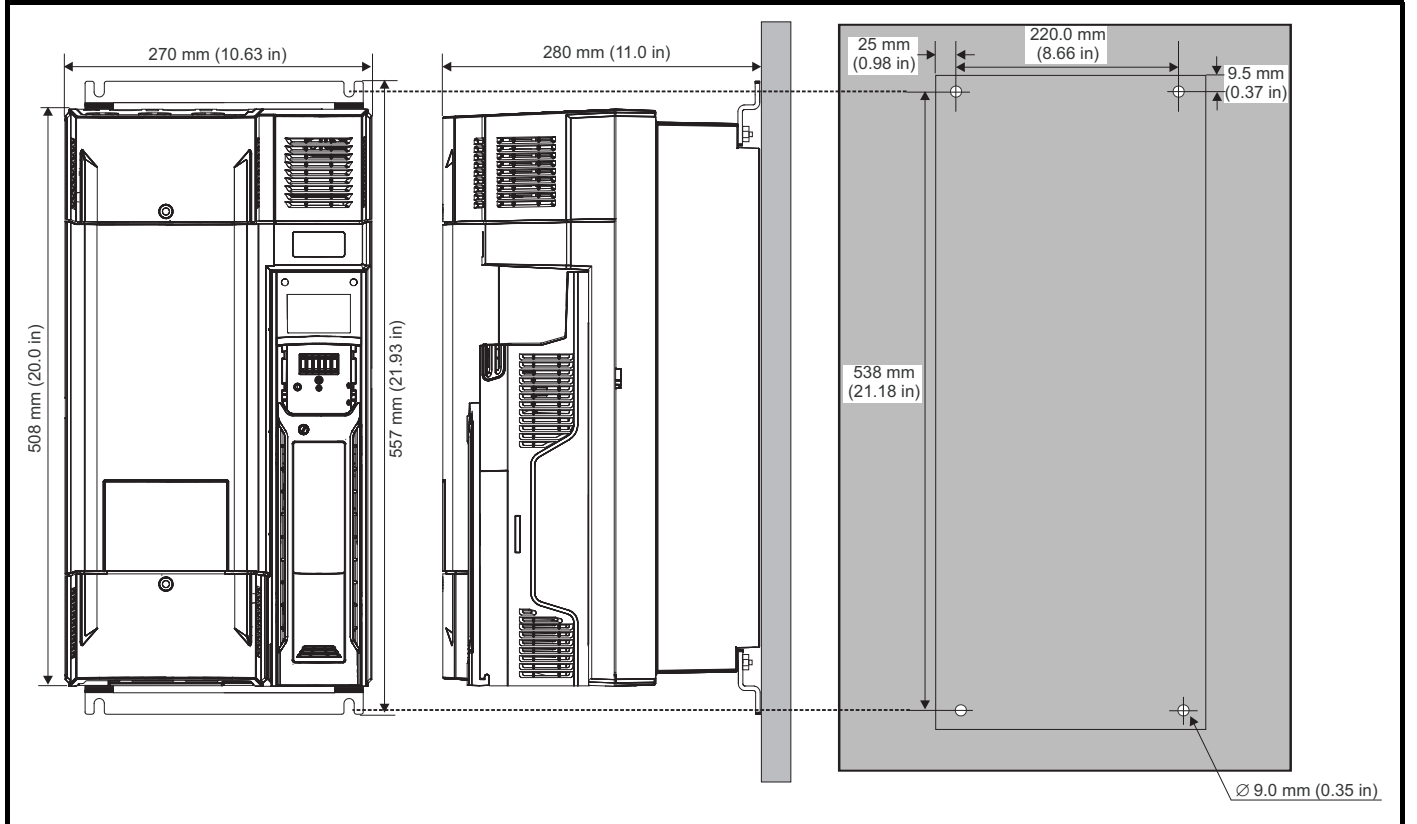 270 mm (10.63 in)
280 mm (11.0 in)
25 mm
(0.98 in)
220.0 mm
(8.66 in)
9.5 mm
(0.37 in)
508 mm (20.0 in)
557 mm (21.93 in)
538 mm
(21.18 in)
∅ 9.0 mm (0.35 in)